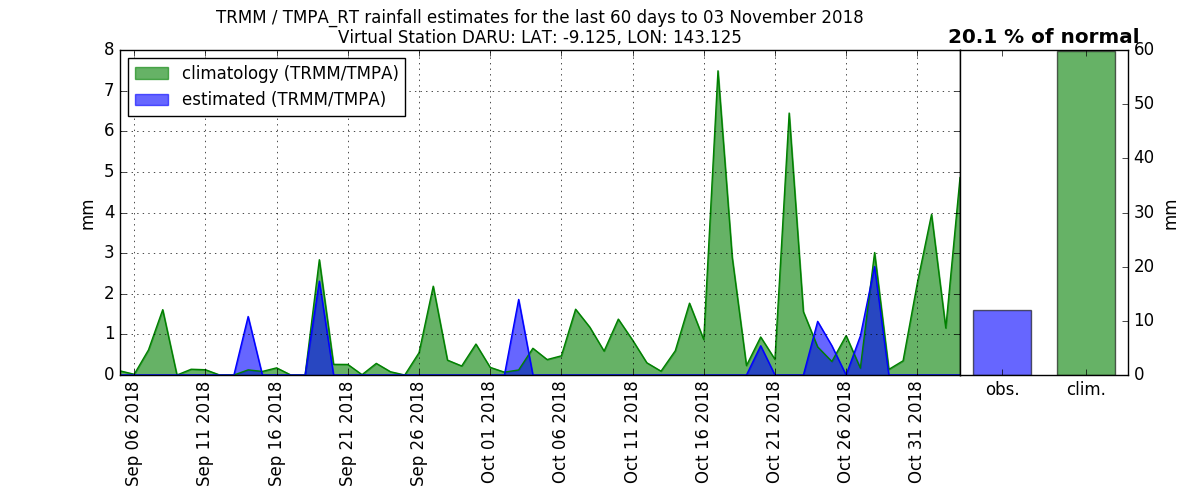 TRMM / TMPA_RT rainfall estimates for the last 60 days to 03 November 2018
Virtual Station DARU: LAT: -9.125, LON: 143.125
20.1 % of normal
climatology (TRMM/TMPA)
estimated (TRMM/TMPA)
8
7
6
5
4
3
2
1
0
mm
Sep 06 2018
Sep 11 2018
Sep 16 2018
Sep 21 2018
Sep 26 2018
Oct 01 2018
Oct 06 2018
Oct 11 2018
Oct 16 2018
Oct 21 2018
Oct 26 2018
Oct 31 2018
obs.
clim.
60
50
40
30
20
10
0
mm